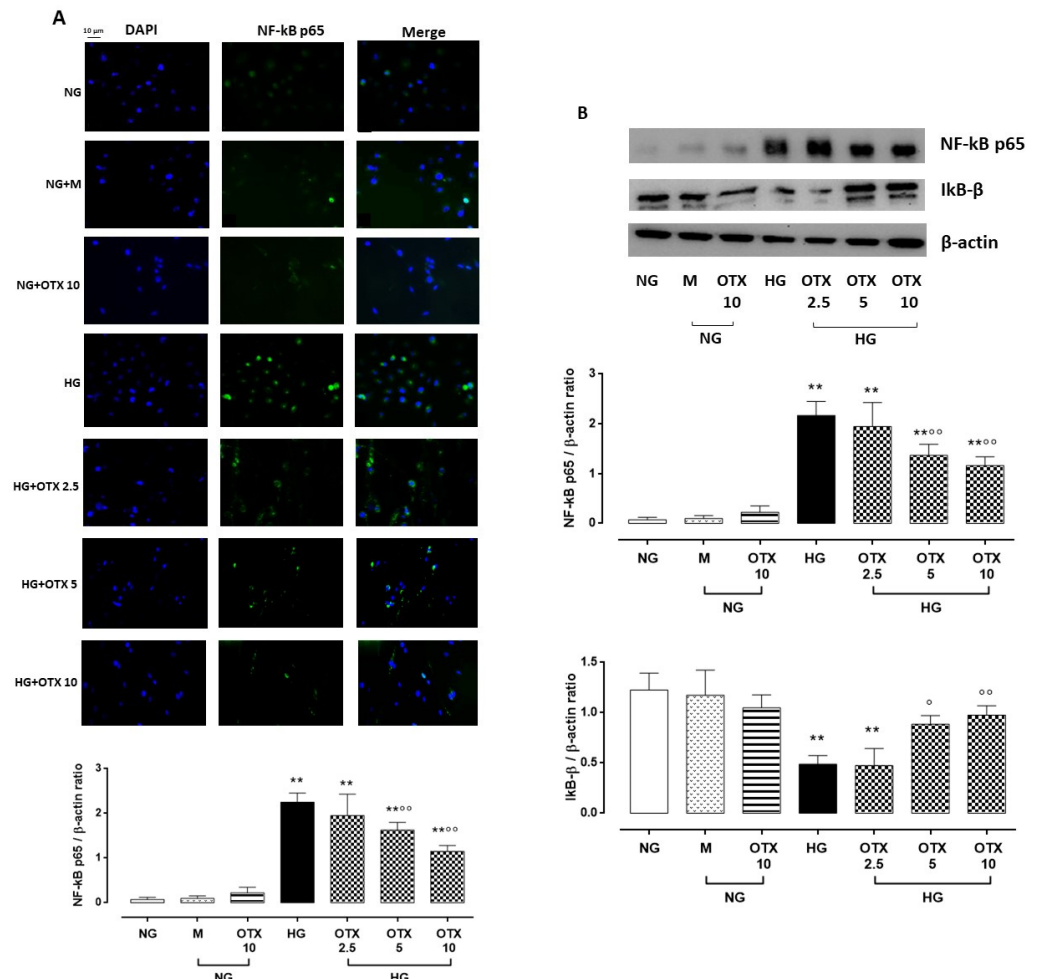 A
10 µm
DAPI NF-kB p65 Merge
NG
NG+M
NG+OTX 10
HG
HG+OTX 2.5
HG+OTX 5
HG+OTX 10
NF-kB p65 / β-actin ratio
3
2
1
0
** ** **°° **°°
NG M OTX HG OTX OTX OTX
10 2.5 5 10
NG HG
B
NF-kB p65
IkB-β
β-actin
NG M OTX HG OTX OTX OTX
10 2.5 5 10
NG HG
NF-kB p65 / β-actin ratio
3
2
1
0
** ** **°° **°°
NG M OTX HG OTX OTX OTX
10 2.5 5 10
NG HG
IkB-β / β-actin ratio
1.5
1.0
0.5
0.0
** ** ° °°
NG M OTX HG OTX OTX OTX
10 2.5 5 10
NG HG